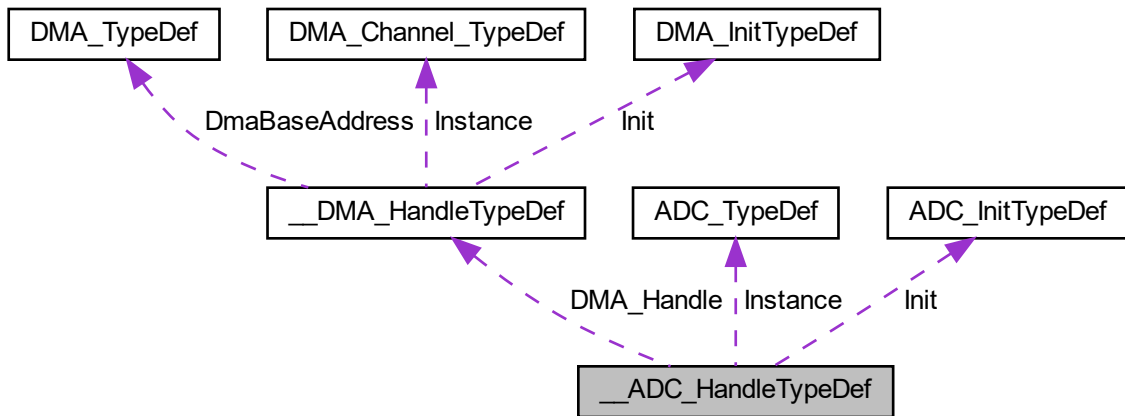 DMA_TypeDef
DMA_Channel_TypeDef
DMA_InitTypeDef
DmaBaseAddress
Instance
Init
__DMA_HandleTypeDef
ADC_TypeDef
ADC_InitTypeDef
DMA_Handle
Instance
Init
__ADC_HandleTypeDef